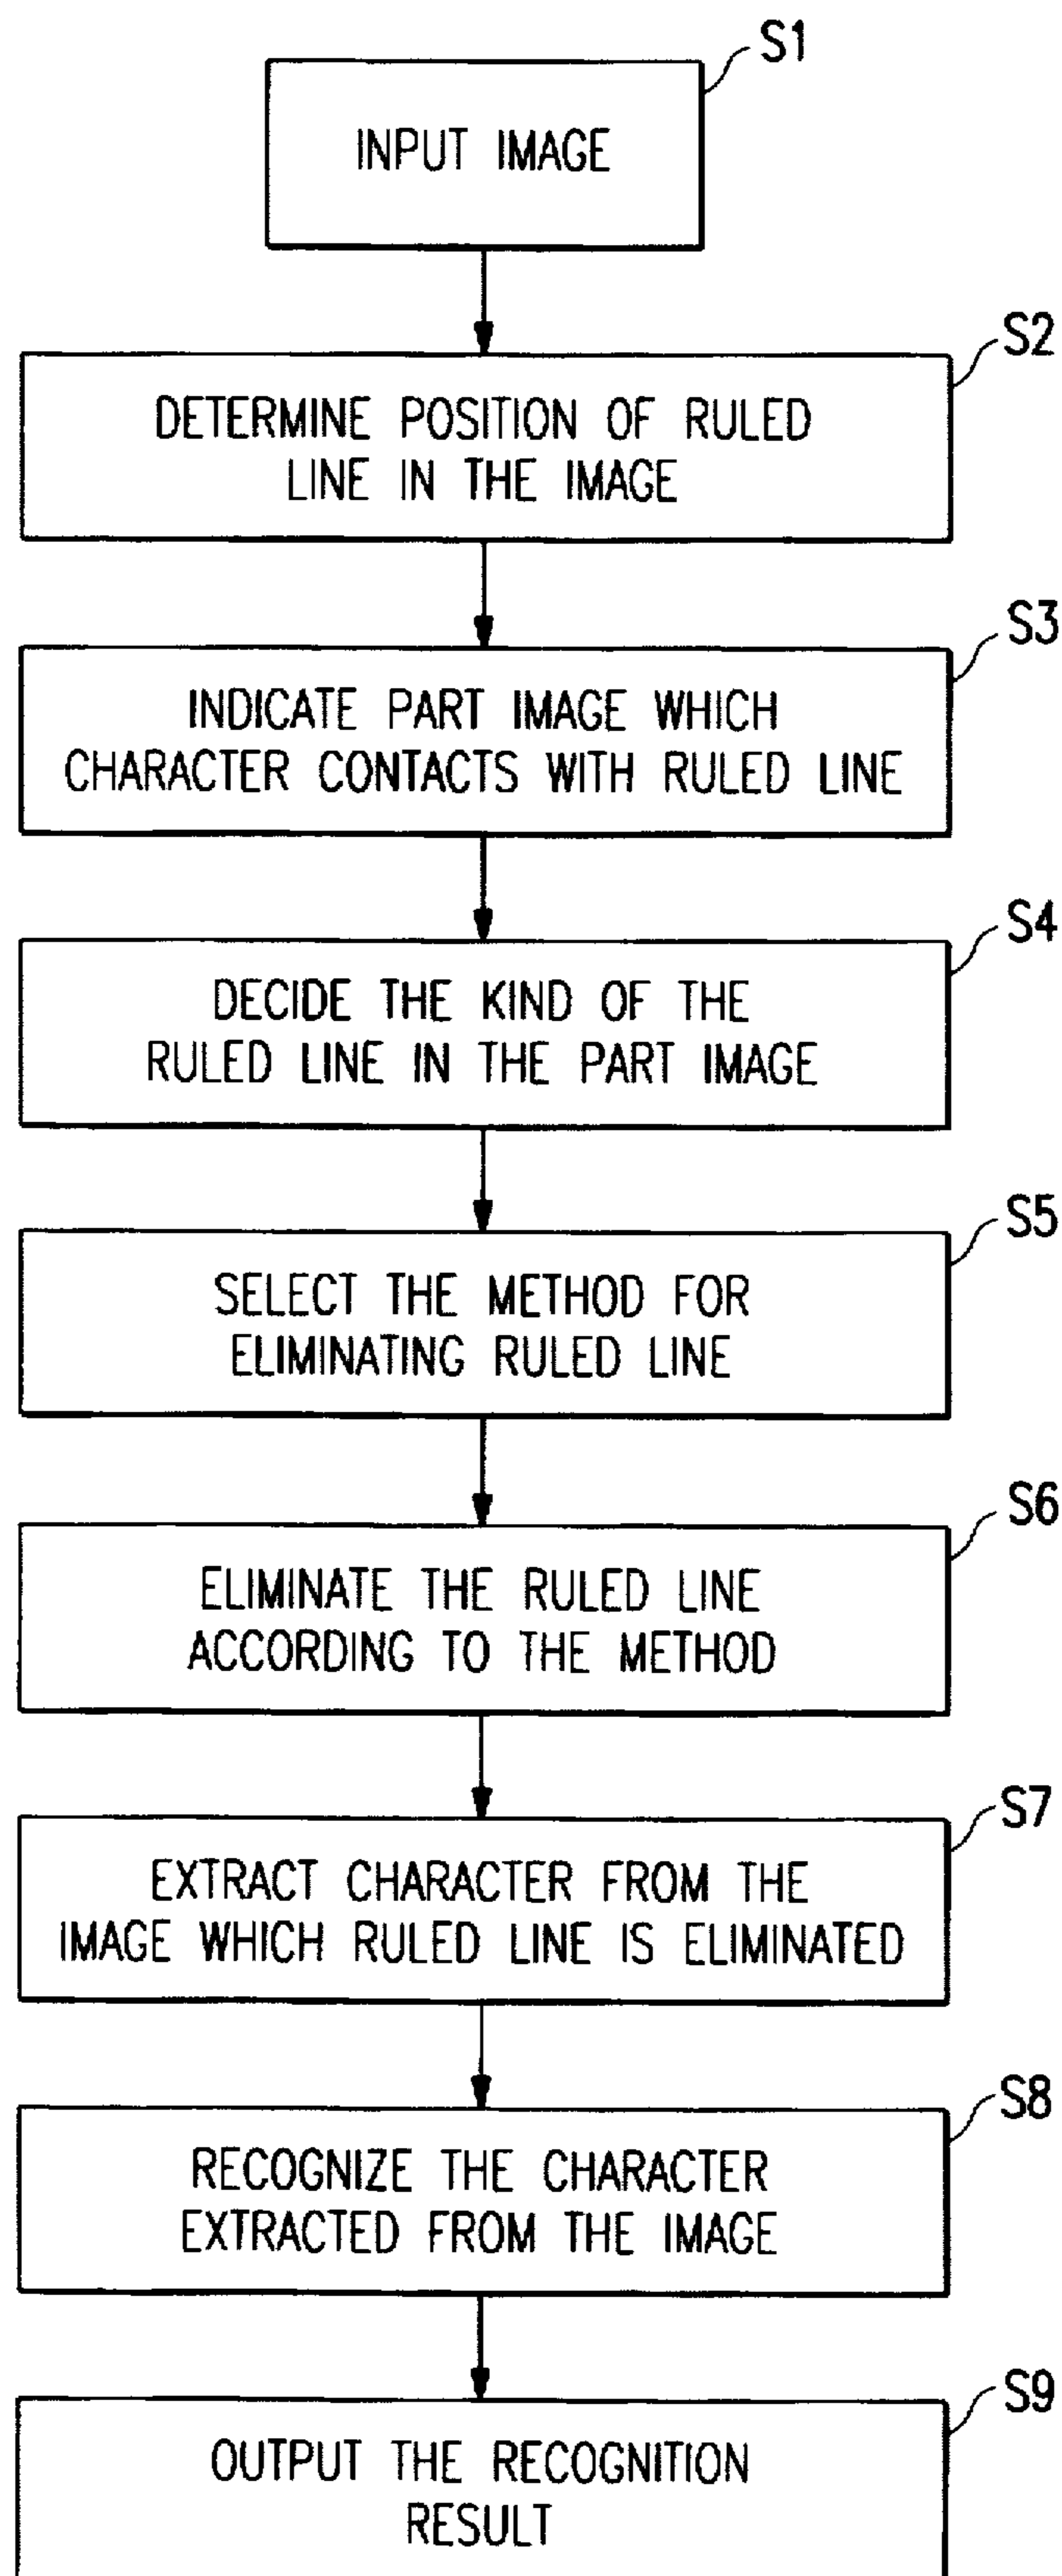 S1
INPUT IMAGE
S2
DETERMINE POSITION OF RULED
LINE IN THE IMAGE
S3
INDICATE PART IMAGE WHICH
CHARACTER CONTACTS WITH RULED LINE
S4
DECIDE THE KIND OF THE
RULED LINE IN THE PART IMAGE
S5
SELECT THE METHOD FOR
ELIMINATING RULED LINE
S6
ELIMINATE THE RULED LINE
ACCORDING TO THE METHOD
S7
EXTRACT CHARACTER FROM THE
IMAGE WHICH RULED LINE IS ELIMINATED
S8
RECOGNIZE THE CHARACTER
EXTRACTED FROM THE IMAGE
S9
OUTPUT THE RECOGNITION
RESULT